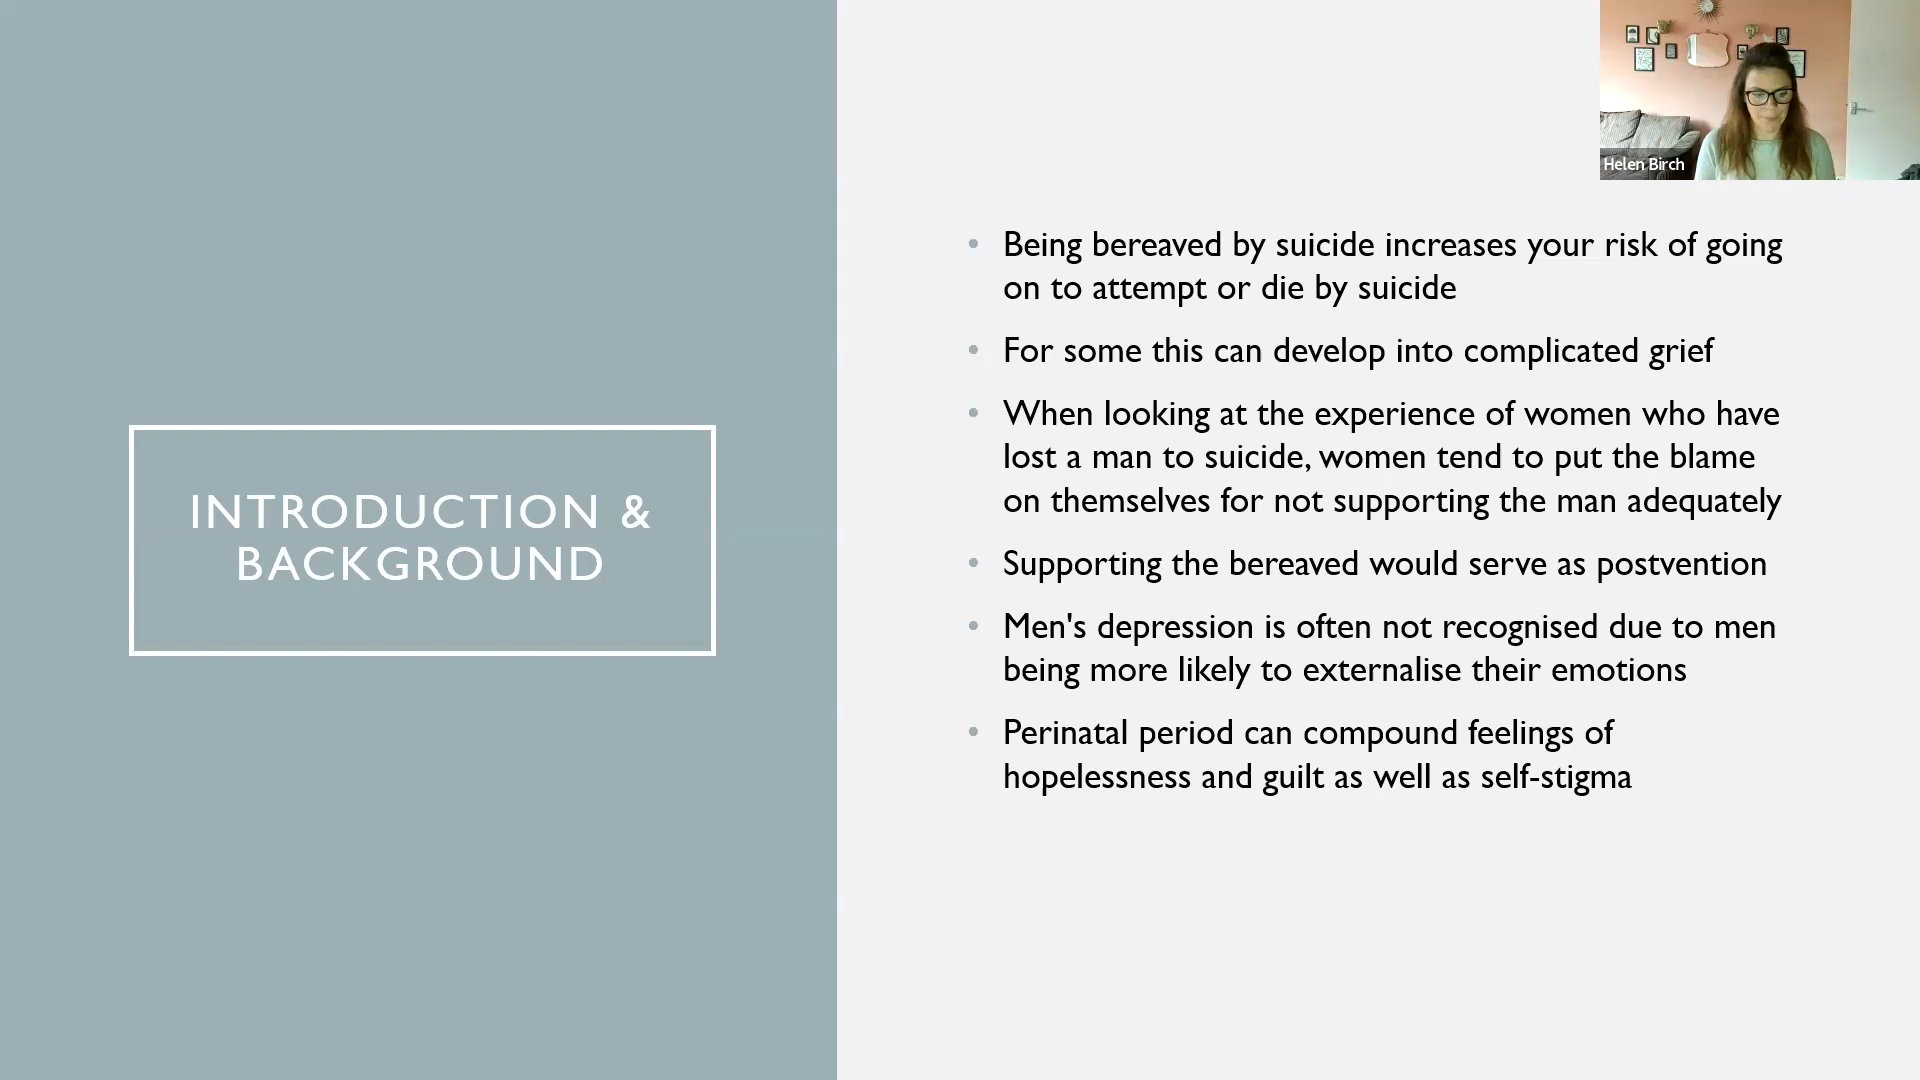 INTRODUCTION &
BACKGROUND
Being bereaved by suicide increases your risk of going
on to attempt or die by suicide
For some this can develop into complicated grief
When looking at the experience of women who have
lost a man to suicide, women tend to put the blame
on themselves for not supporting the man adequately
Supporting the bereaved would serve as postvention
Men's depression is often not recognised due to men
being more likely to externalise their emotions
Perinatal period can compound feelings of
hopelessness and guilt as well as self-stigma
Helen Birch